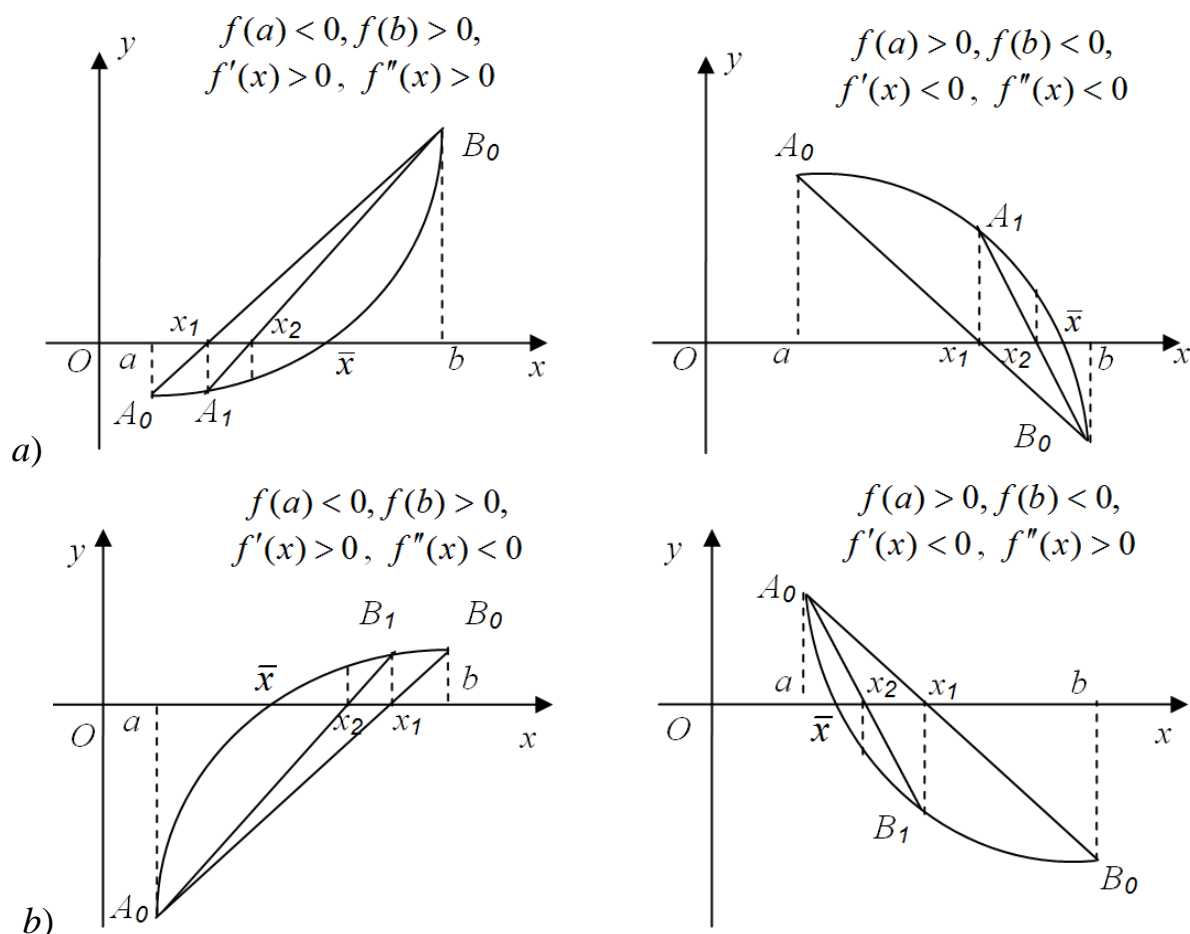 f(a) < 0, f(b) > 0,
f′(x) > 0 , f″(x) > 0
y
B₀
x₁
x₂
O
a
x̄
b
x
A₀
A₁
a)
f(a) > 0, f(b) < 0,
f′(x) < 0 , f″(x) < 0
y
A₀
A₁
x̄
O
a
x₁
x₂
b
x
B₀
f(a) < 0, f(b) > 0,
f′(x) > 0 , f″(x) < 0
y
B₁
B₀
x̄
b
a
O
x₂
x₁
x
A₀
b)
f(a) > 0, f(b) < 0,
f′(x) < 0 , f″(x) > 0
y
A₀
a
x₂
x₁
b
O
x̄
x
B₁
B₀